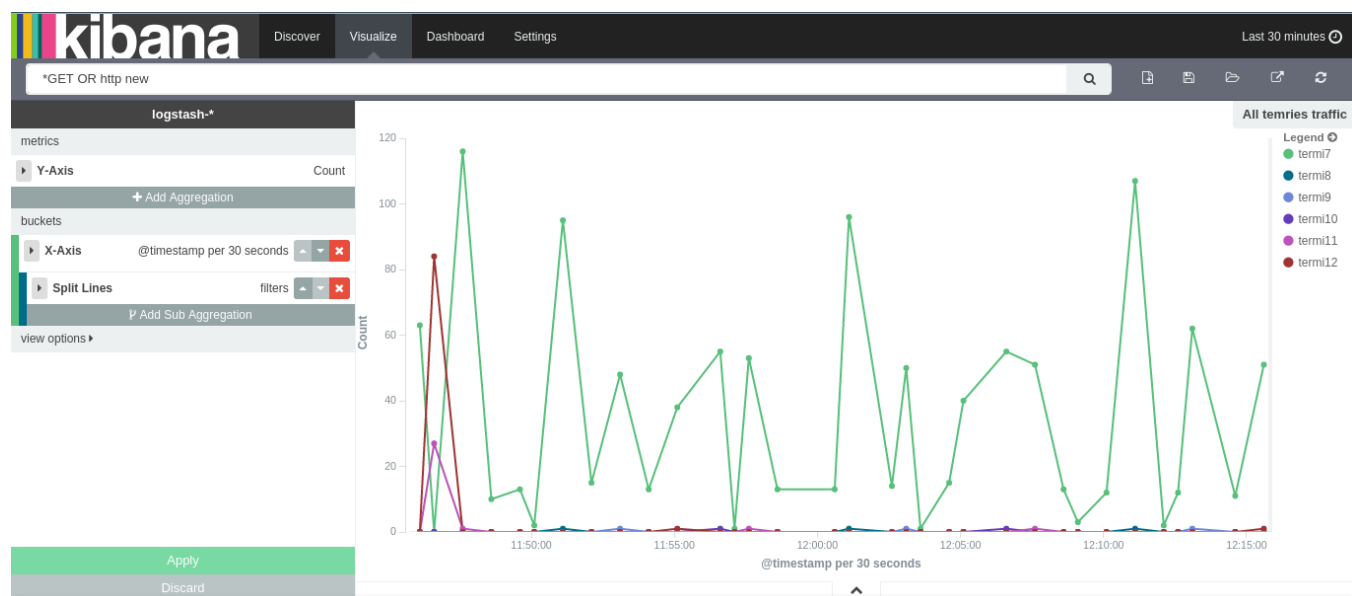 kibana
Discover Visualize Dashboard Settings Last 30 minutes
*GET OR http new
logstash-*
metrics
Y-Axis Count
Add Aggregation
buckets
X-Axis @timestamp per 30 seconds
Split Lines filters
Add Sub Aggregation
view options
Apply
Discard
All temries traffic
Legend
termi7
termi8
termi9
termi10
termi11
termi12
Count
120
100
80
60
40
20
0
11:50:00 11:55:00 12:00:00 12:05:00 12:10:00 12:15:00
@timestamp per 30 seconds